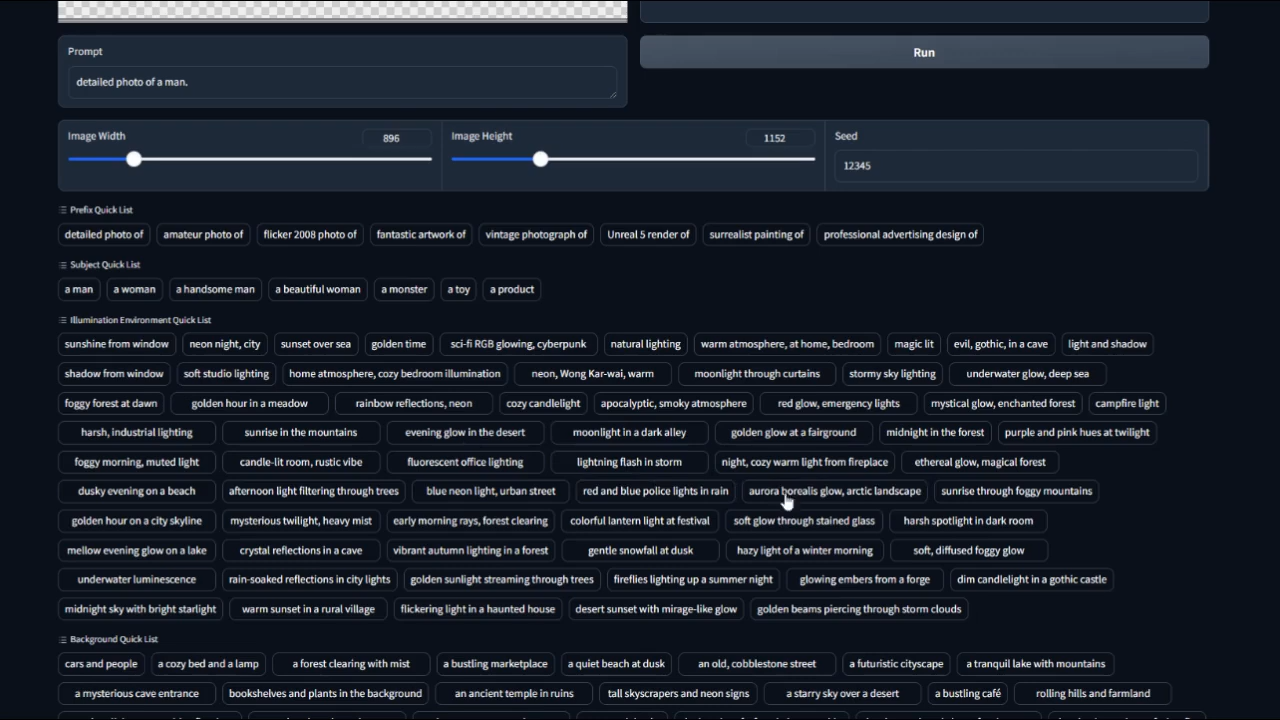 Prompt
Run
detailed photo of a man.
Image Width 896 Image Height 1152 Seed
12345
Prefix Quick List
detailed photo of amateur photo of flicker 2008 photo of fantastic artwork of vintage photograph of Unreal 5 render of surrealist painting of professional advertising design of
Subject Quick List
a man a woman a handsome man a beautiful woman a monster a toy a product
Illumination Environment Quick List
sunshine from window neon night, city sunset over sea golden time sci-fi RGB glowing, cyberpunk natural lighting warm atmosphere, at home, bedroom magic lit evil, gothic, in a cave light and shadow
shadow from window soft studio lighting home atmosphere, cozy bedroom illumination neon, Wong Kar-wai, warm moonlight through curtains stormy sky lighting underwater glow, deep sea
foggy forest at dawn golden hour in a meadow rainbow reflections, neon cozy candlelight apocalyptic, smoky atmosphere red glow, emergency lights mystical glow, enchanted forest campfire light
harsh, industrial lighting sunrise in the mountains evening glow in the desert moonlight in a dark alley golden glow at a fairground midnight in the forest purple and pink hues at twilight
foggy morning, muted light candle-lit room, rustic vibe fluorescent office lighting lightning flash in storm night, cozy warm light from fireplace ethereal glow, magical forest
dusky evening on a beach afternoon light filtering through trees blue neon light, urban street red and blue police lights in rain aurora borealis glow, arctic landscape sunrise through foggy mountains
golden hour on a city skyline mysterious twilight, heavy mist early morning rays, forest clearing colorful lantern light at festival soft glow through stained glass harsh spotlight in dark room
mellow evening glow on a lake crystal reflections in a cave vibrant autumn lighting in a forest gentle snowfall at dusk hazy light of a winter morning soft, diffused foggy glow
underwater luminescence rain-soaked reflections in city lights golden sunlight streaming through trees fireflies lighting up a summer night glowing embers from a forge dim candlelight in a gothic castle
midnight sky with bright starlight warm sunset in a rural village flickering light in a haunted house desert sunset with mirage-like glow golden beams piercing through storm clouds
Background Quick List
cars and people a cozy bed and a lamp a forest clearing with mist a bustling marketplace a quiet beach at dusk an old, cobblestone street a futuristic cityscape a tranquil lake with mountains
a mysterious cave entrance bookshelves and plants in the background an ancient temple in ruins tall skyscrapers and neon signs a starry sky over a desert a bustling café rolling hills and farmland